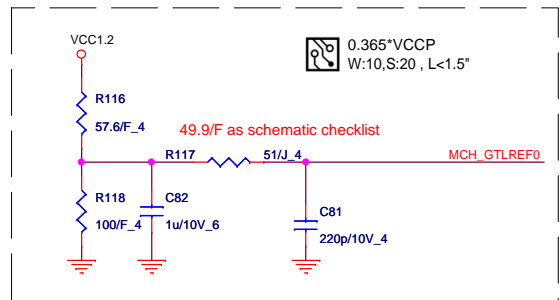 VCC1.2
0.365*VCCP
W:10,S:20 , L<1.5"
R116
57.6/F_4
49.9/F as schematic checklist
R117
51/J_4
MCH_GTLREF0
R118
100/F_4
C82
1u/10V_6
C81
220p/10V_4